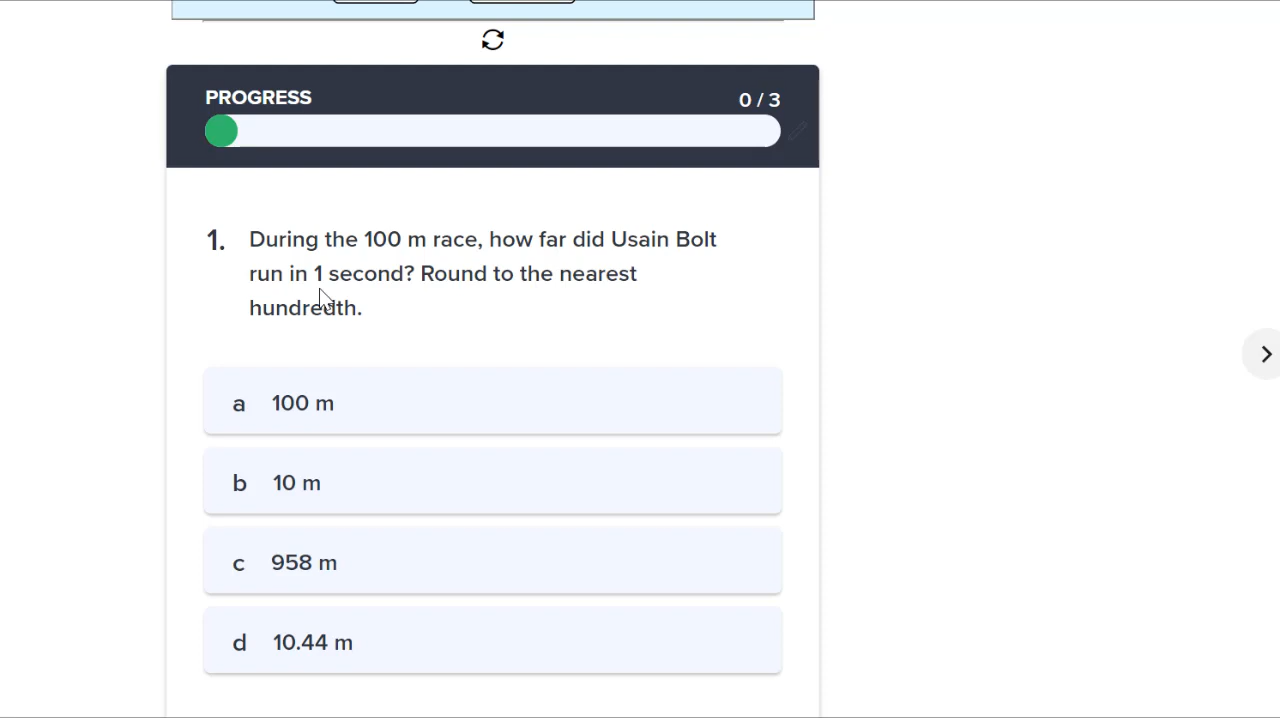 PROGRESS
0 / 3
1. During the 100 m race, how far did Usain Bolt
run in 1 second? Round to the nearest
hundredth.
a 100 m
b 10 m
c 958 m
d 10.44 m